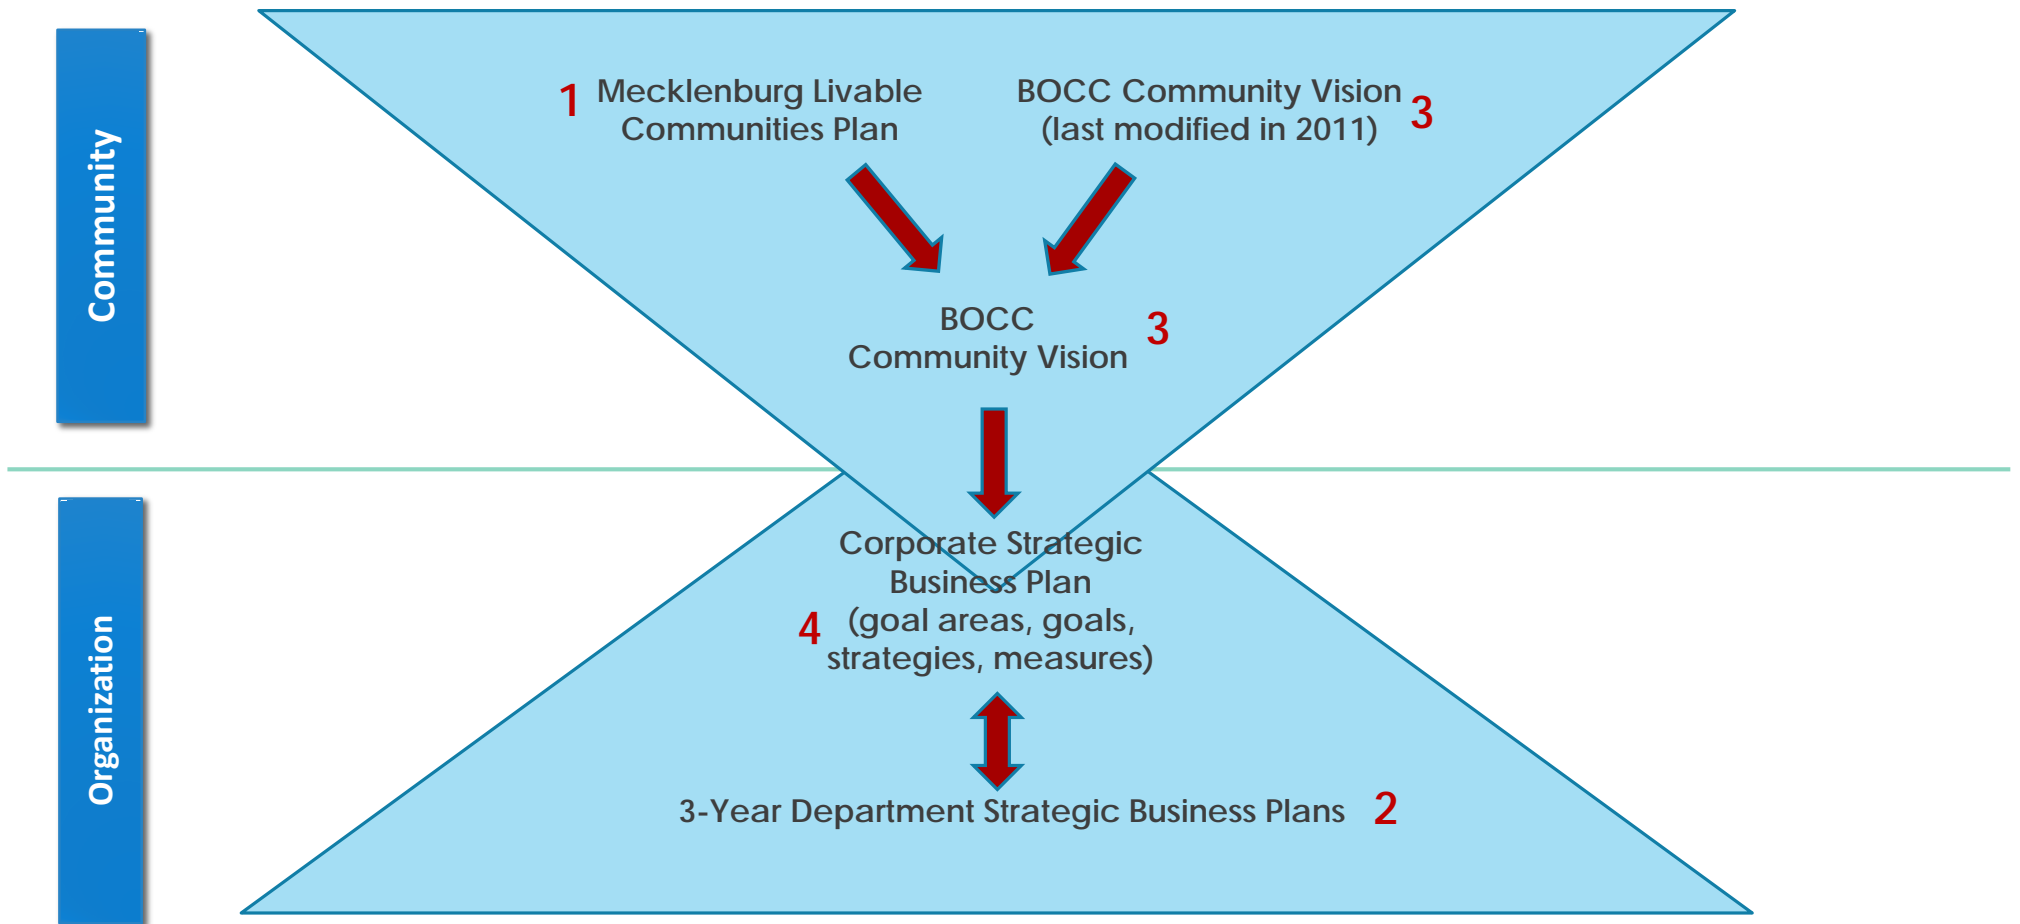 Community
1 Mecklenburg Livable
Communities Plan
BOCC Community Vision 3
(last modified in 2011)
BOCC
Community Vision 3
Organization
Corporate Strategic
Business Plan
4 (goal areas, goals,
strategies, measures)
3-Year Department Strategic Business Plans 2